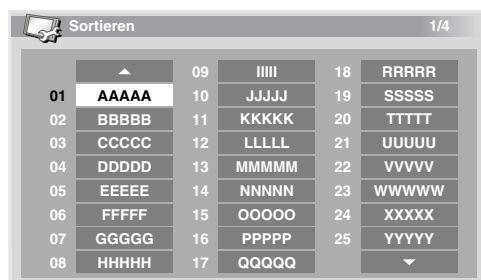 Sortieren 1/4
09 IIIII 18 RRRRR
01 AAAAA 10 JJJJJ 19 SSSSS
02 BBBBB 11 KKKKK 20 TTTTT
03 CCCCC 12 LLLLL 21 UUUUU
04 DDDDD 13 MMMMM 22 VVVVV
05 EEEEE 14 NNNNN 23 WWWWW
06 FFFFF 15 OOOOO 24 XXXXX
07 GGGGG 16 PPPPP 25 YYYYY
08 HHHHH 17 QQQQQ